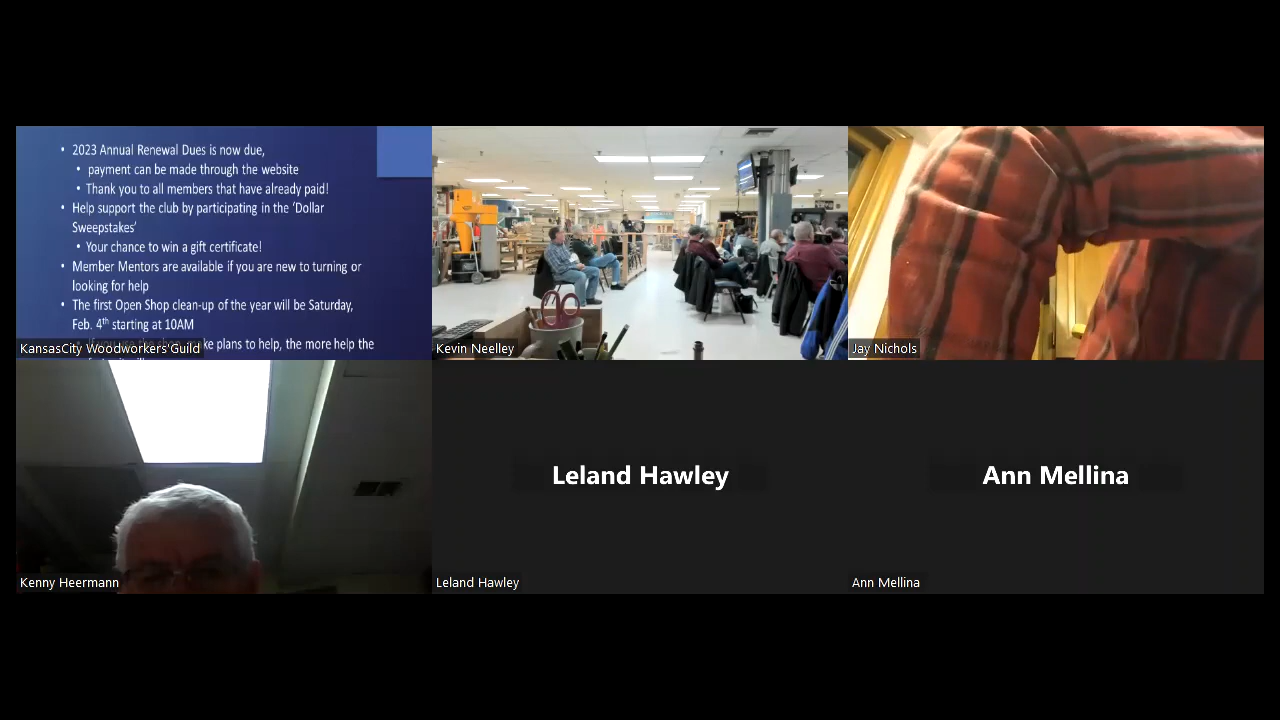 • 2023 Annual Renewal Dues is now due,
• payment can be made through the website
• Thank you to all members that have already paid!
• Help support the club by participating in the 'Dollar
Sweepstakes'
• Your chance to win a gift certificate!
• Member Mentors are available if you are new to turning or
looking for help
• The first Open Shop clean-up of the year will be Saturday,
Feb. 4th starting at 10AM
plans to help, the more help the
KansasCity Woodworkers'Guild
Kevin Neelley
Jay Nichols
Kenny Heermann
Leland Hawley
Leland Hawley
Ann Mellina
Ann Mellina